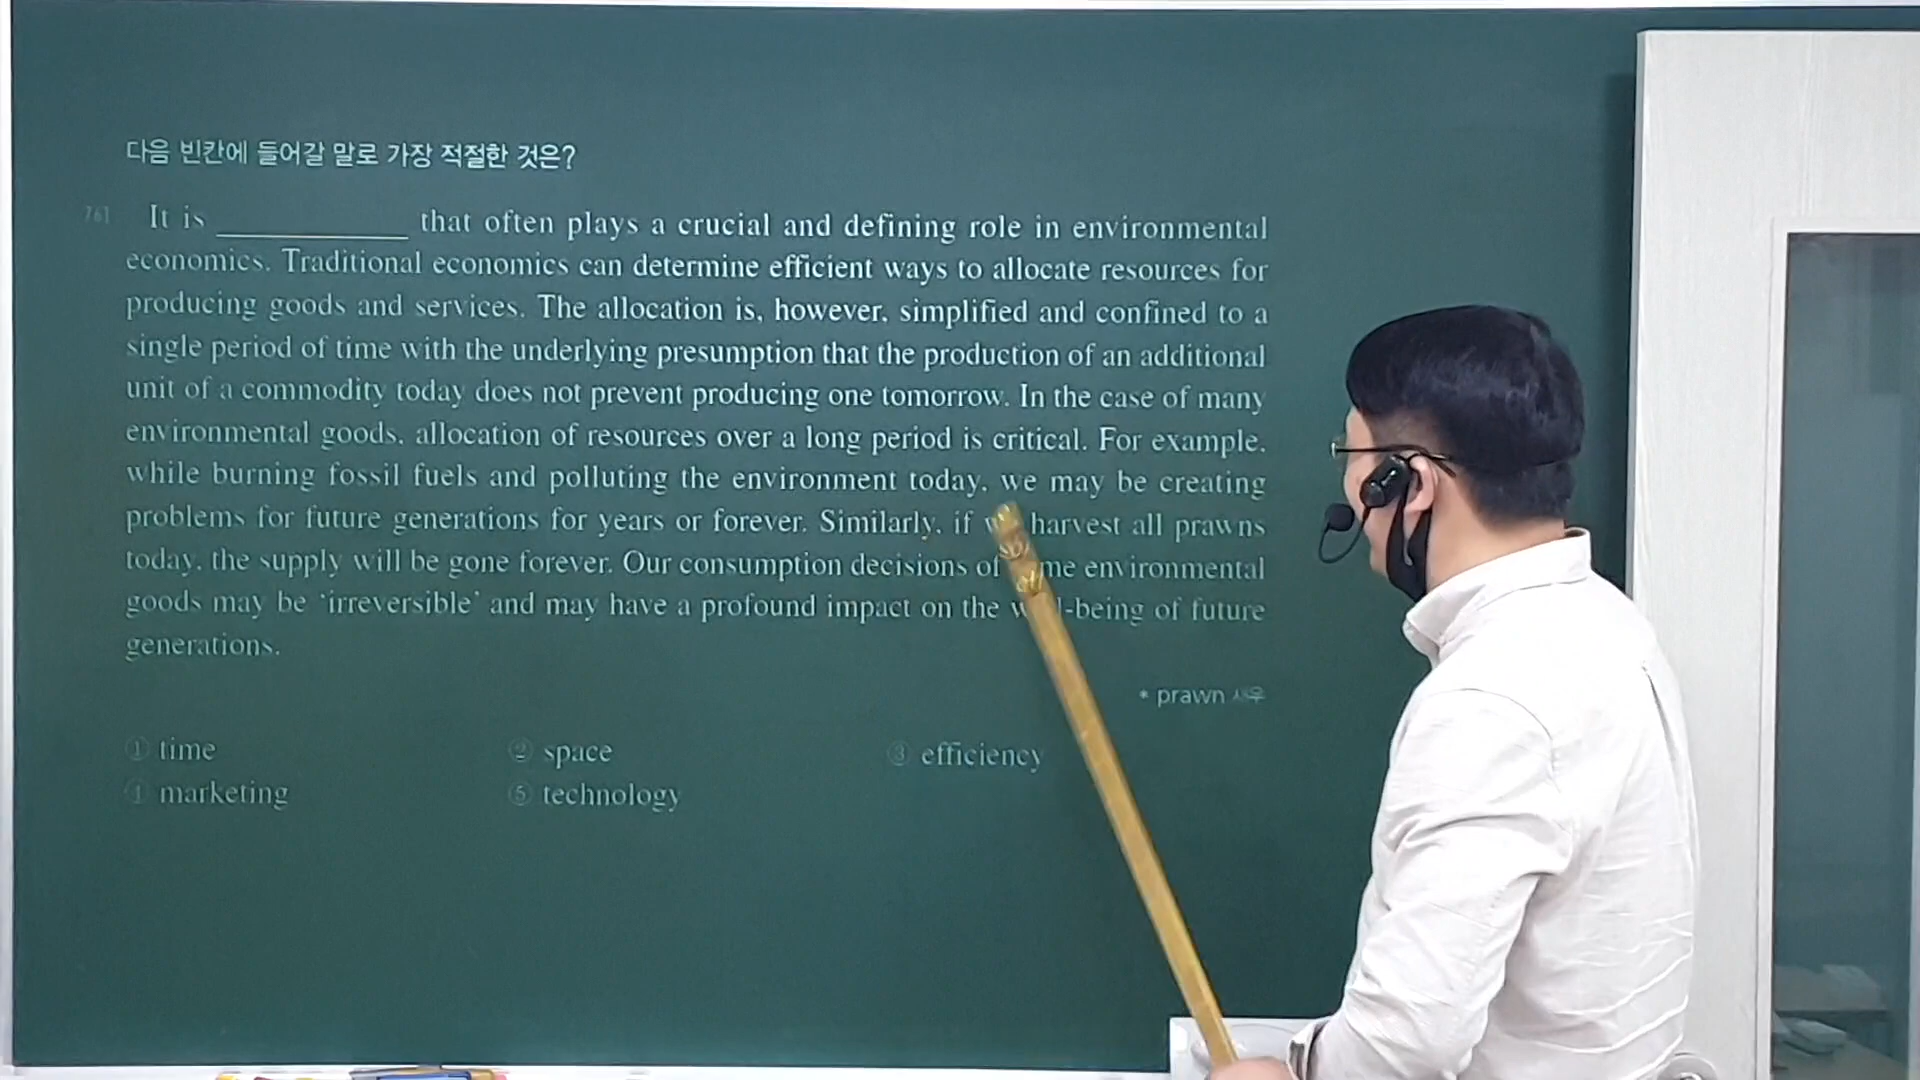 다음 빈칸에 들어갈 말로 가장 적절한 것은?
761 It is __________ that often plays a crucial and defining role in environmental
economics. Traditional economics can determine efficient ways to allocate resources for
producing goods and services. The allocation is, however, simplified and confined to a
single period of time with the underlying presumption that the production of an additional
unit of a commodity today does not prevent producing one tomorrow. In the case of many
environmental goods, allocation of resources over a long period is critical. For example,
while burning fossil fuels and polluting the environment today, we may be creating
problems for future generations for years or forever. Similarly, if harvest all prawns
today, the supply will be gone forever. Our consumption decisions of environmental
goods may be ‘irreversible’ and may have a profound impact on the -being of future
generations.
* prawn 새우
① time ② space ③ efficiency
④ marketing ⑤ technology